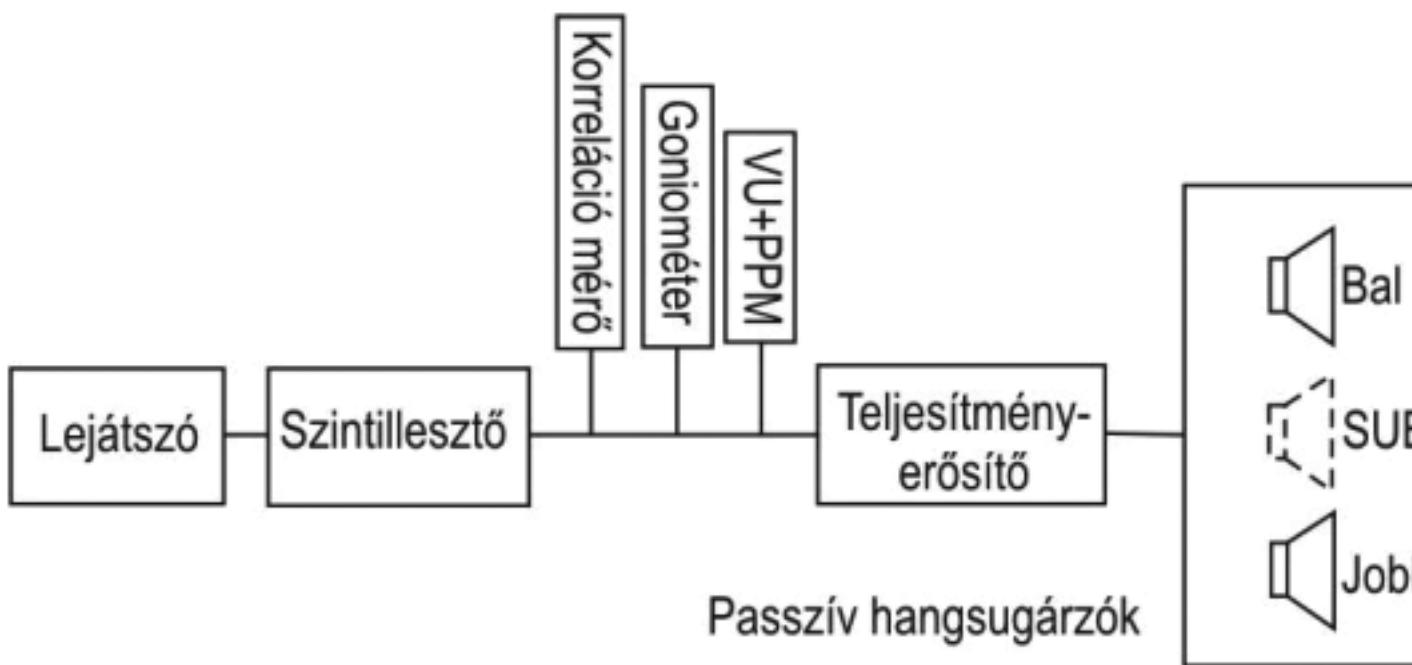 Korreláció mérő
Goniométer
VU+PPM
Lejátszó
Szintillesztő
Teljesítmény-
erősítő
Bal
Passzív hangsugárzók